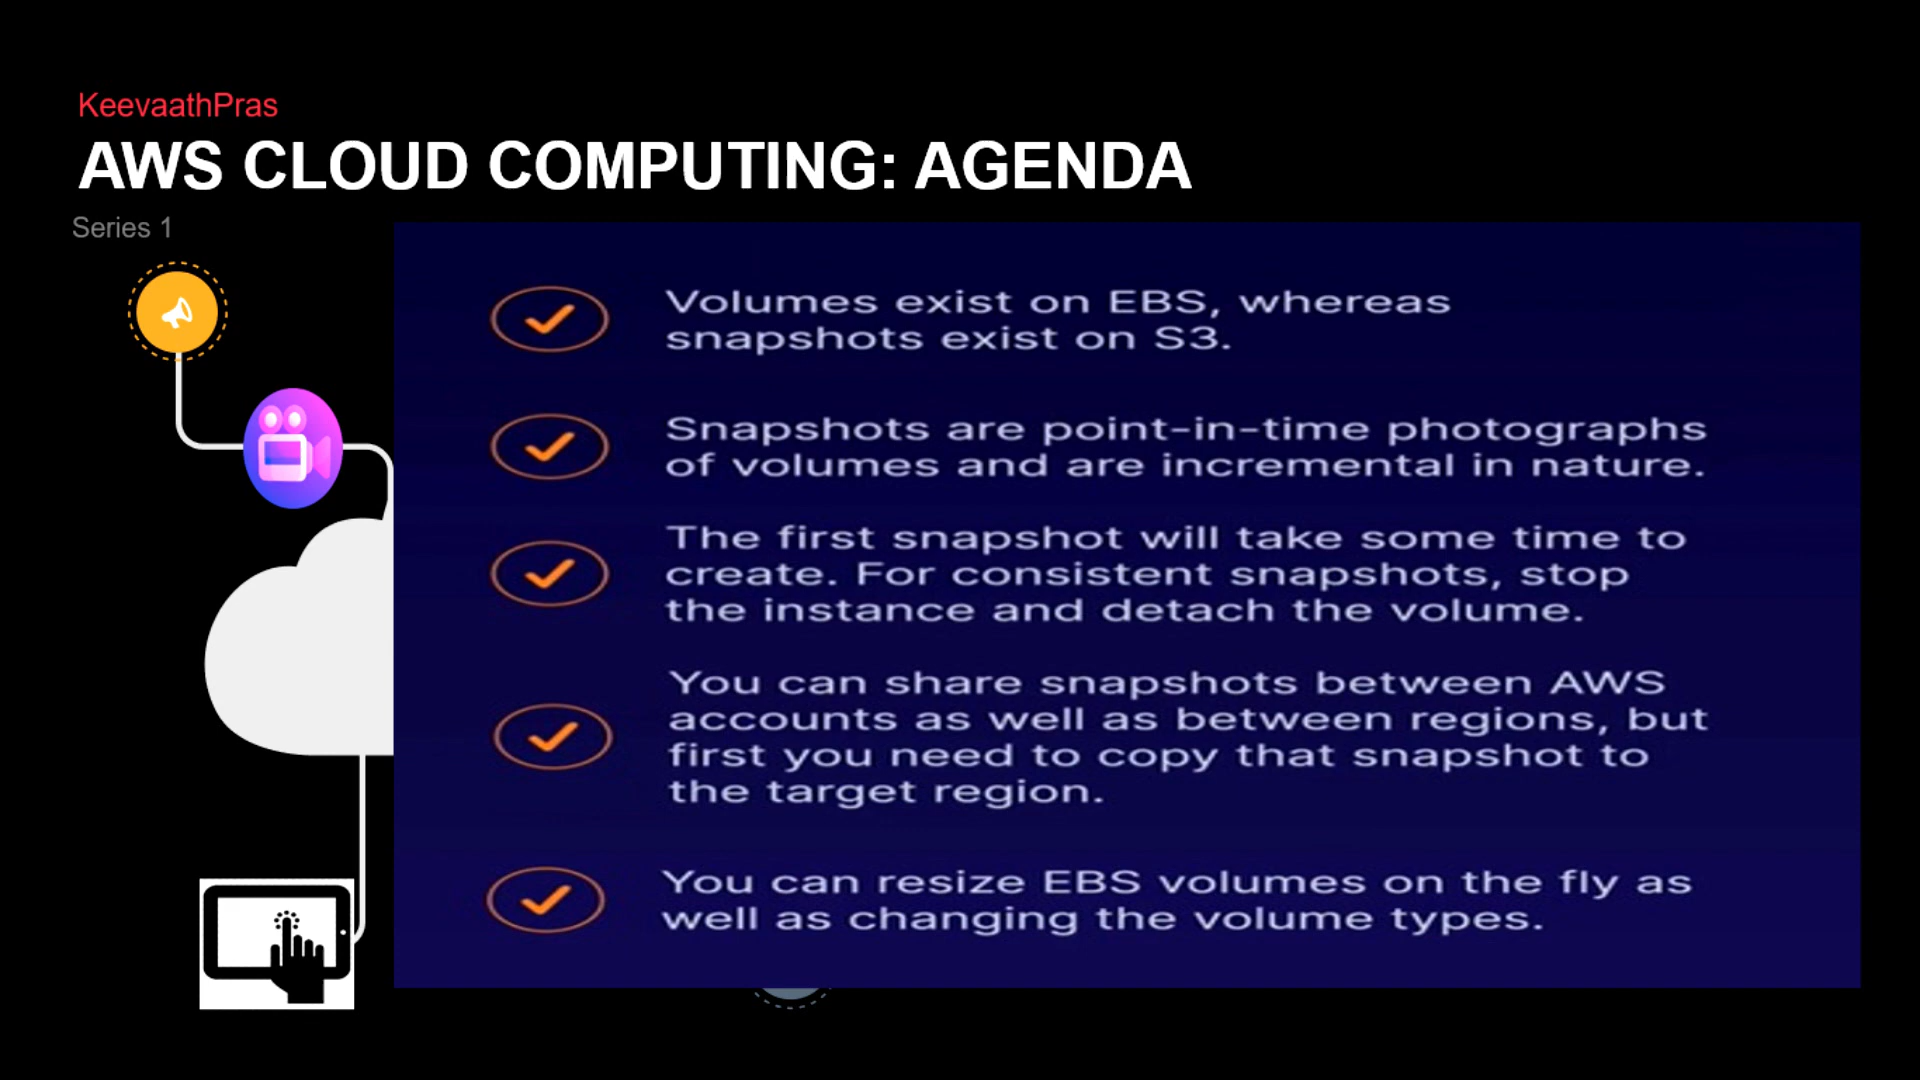 KeevaathPras
AWS CLOUD COMPUTING: AGENDA
Series 1
Volumes exist on EBS, whereas
snapshots exist on S3.
Snapshots are point-in-time photographs
of volumes and are incremental in nature.
The first snapshot will take some time to
create. For consistent snapshots, stop
the instance and detach the volume.
You can share snapshots between AWS
accounts as well as between regions, but
first you need to copy that snapshot to
the target region.
You can resize EBS volumes on the fly as
well as changing the volume types.